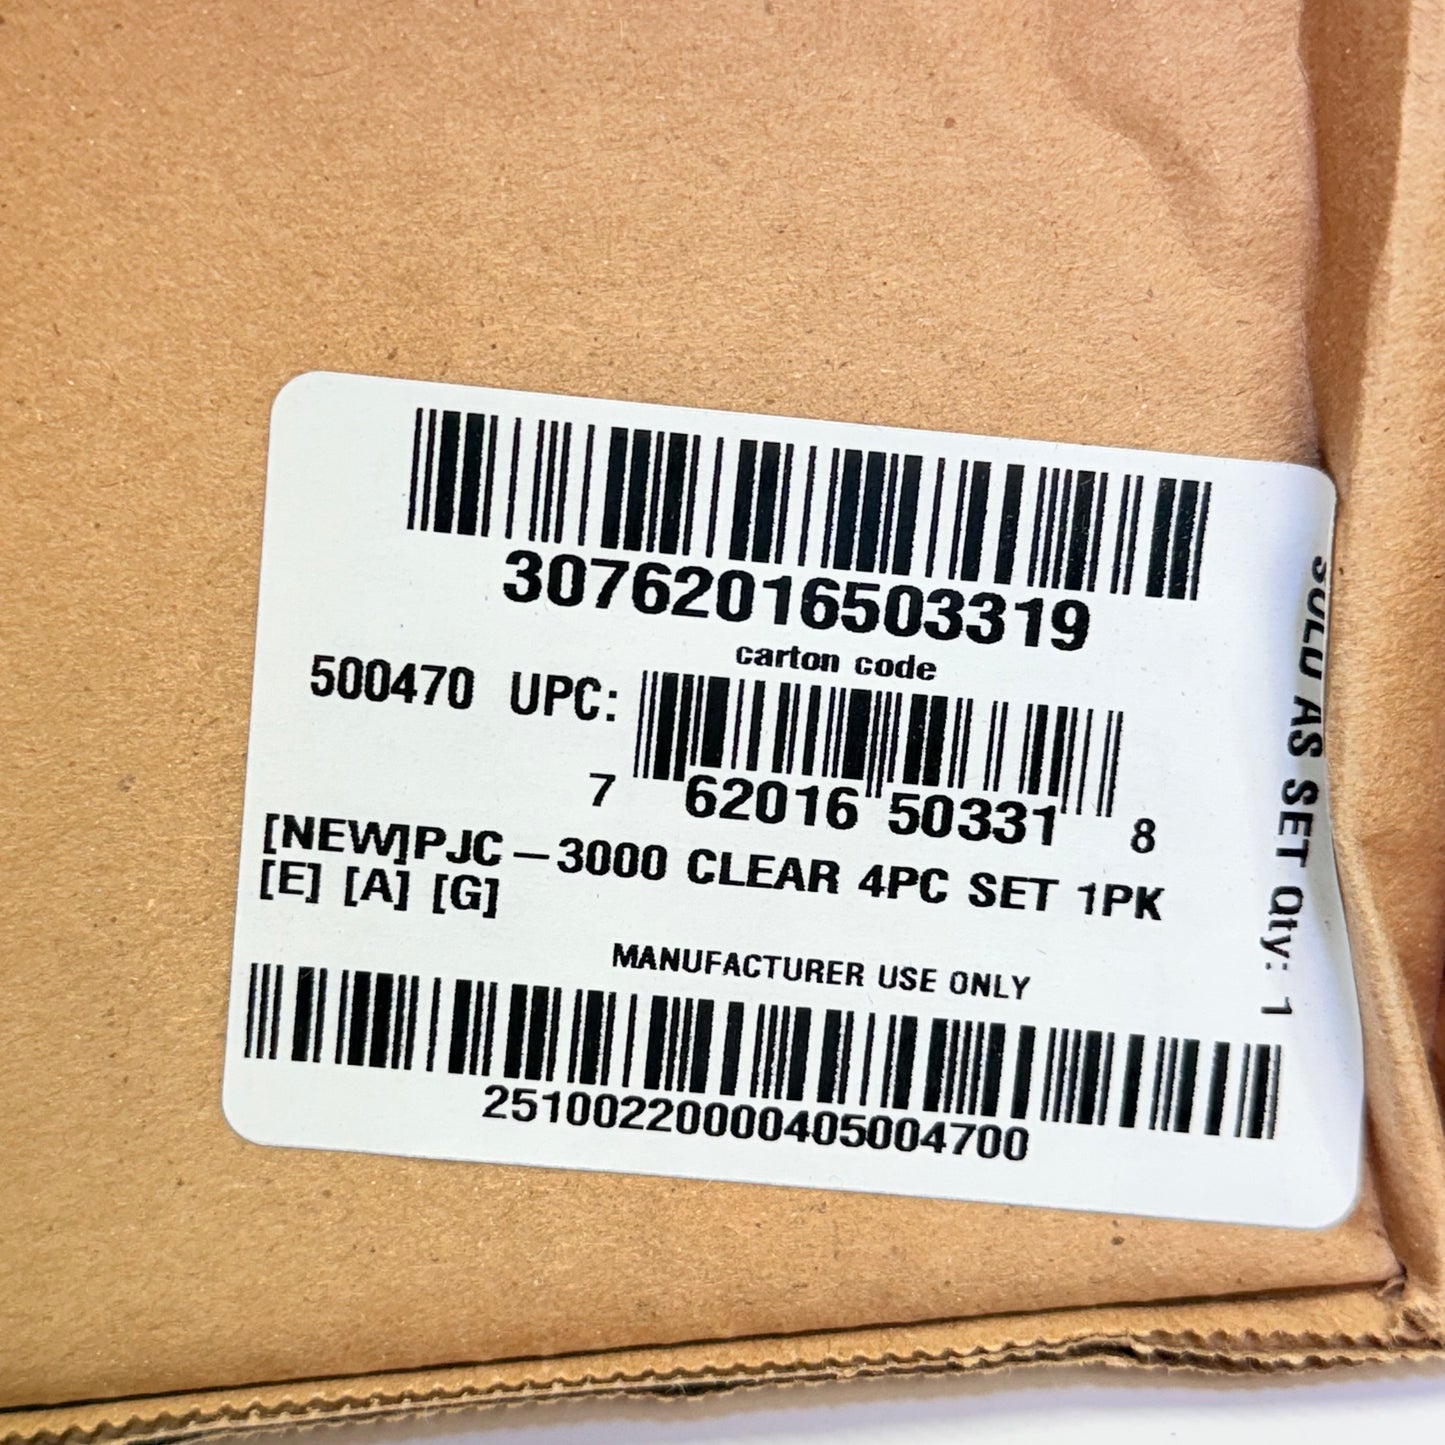 30762016503319
carton code
500470 UPC:
7 62016 50331 8
[NEW]PJC-3000 CLEAR 4PC SET 1PK
[E] [A] [G]
MANUFACTURER USE ONLY
25100220000405004700
SOLD AS SET Qty: 1